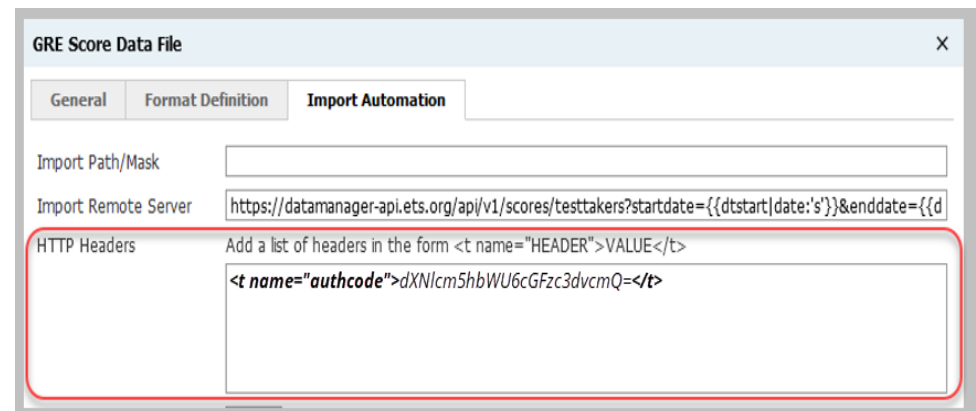 GRE Score Data File X
General Format Definition Import Automation
Import Path/Mask
Import Remote Server https://datamanager-api.ets.org/api/v1/scores/testtakers?startdate={{dtstart|date:'s'}}&enddate={{d
HTTP Headers Add a list of headers in the form <t name="HEADER">VALUE</t>
<t name="authcode">dXNlcm5hbWU6cGFzc3dvcmQ=</t>